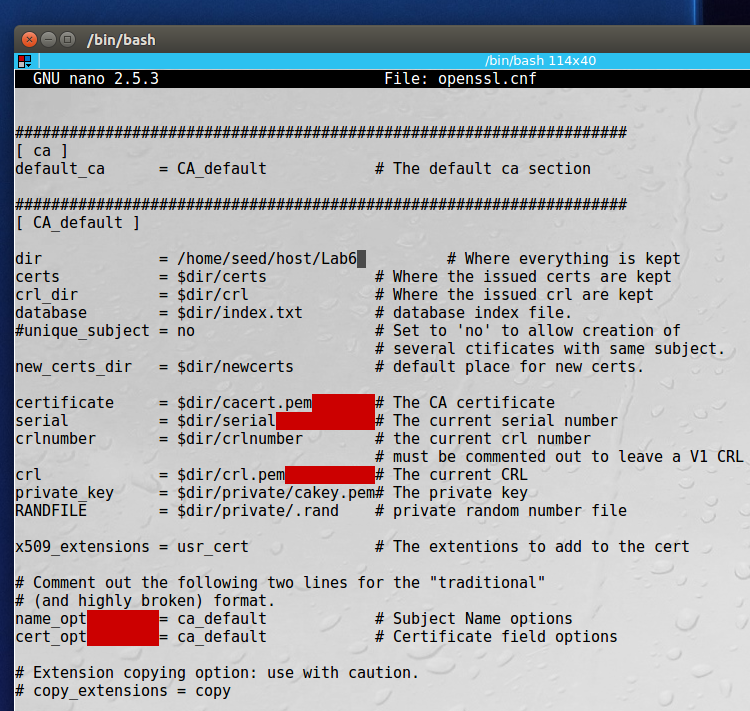 /bin/bash
/bin/bash 114x40
GNU nano 2.5.3 File: openssl.cnf
####################################################################
[ ca ]
default_ca = CA_default # The default ca section
####################################################################
[ CA_default ]
dir = /home/seed/host/Lab6 # Where everything is kept
certs = $dir/certs # Where the issued certs are kept
crl_dir = $dir/crl # Where the issued crl are kept
database = $dir/index.txt # database index file.
#unique_subject = no # Set to 'no' to allow creation of
# several ctificates with same subject.
new_certs_dir = $dir/newcerts # default place for new certs.
certificate = $dir/cacert.pem # The CA certificate
serial = $dir/serial # The current serial number
crlnumber = $dir/crlnumber # the current crl number
# must be commented out to leave a V1 CRL
crl = $dir/crl.pem # The current CRL
private_key = $dir/private/cakey.pem# The private key
RANDFILE = $dir/private/.rand # private random number file
x509_extensions = usr_cert # The extentions to add to the cert
# Comment out the following two lines for the "traditional"
# (and highly broken) format.
name_opt = ca_default # Subject Name options
cert_opt = ca_default # Certificate field options
# Extension copying option: use with caution.
# copy_extensions = copy